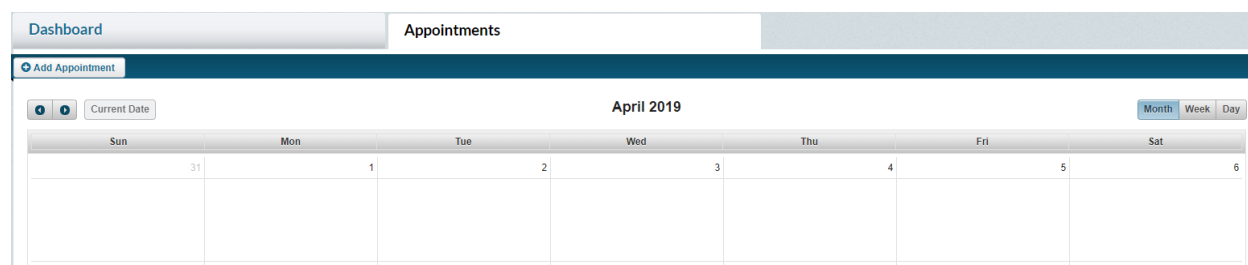 Dashboard Appointments
Add Appointment
Current Date April 2019 Month Week Day
Sun Mon Tue Wed Thu Fri Sat
31 1 2 3 4 5 6